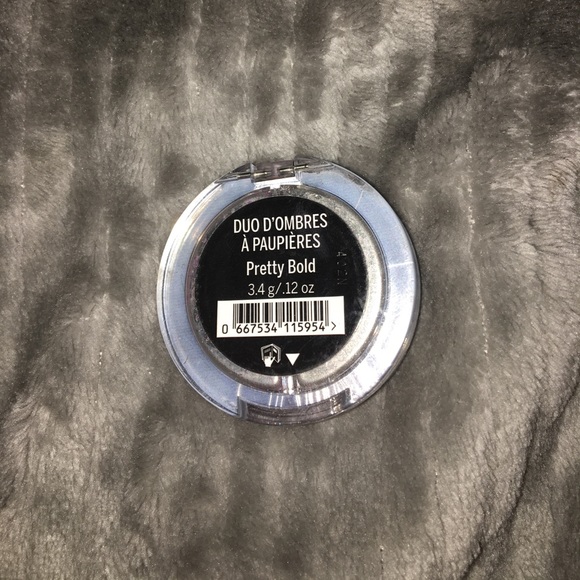 DUO D'OMBRES
À PAUPIÈRES
Pretty Bold
3.4 g/.12 oz
0 667534 115954 >